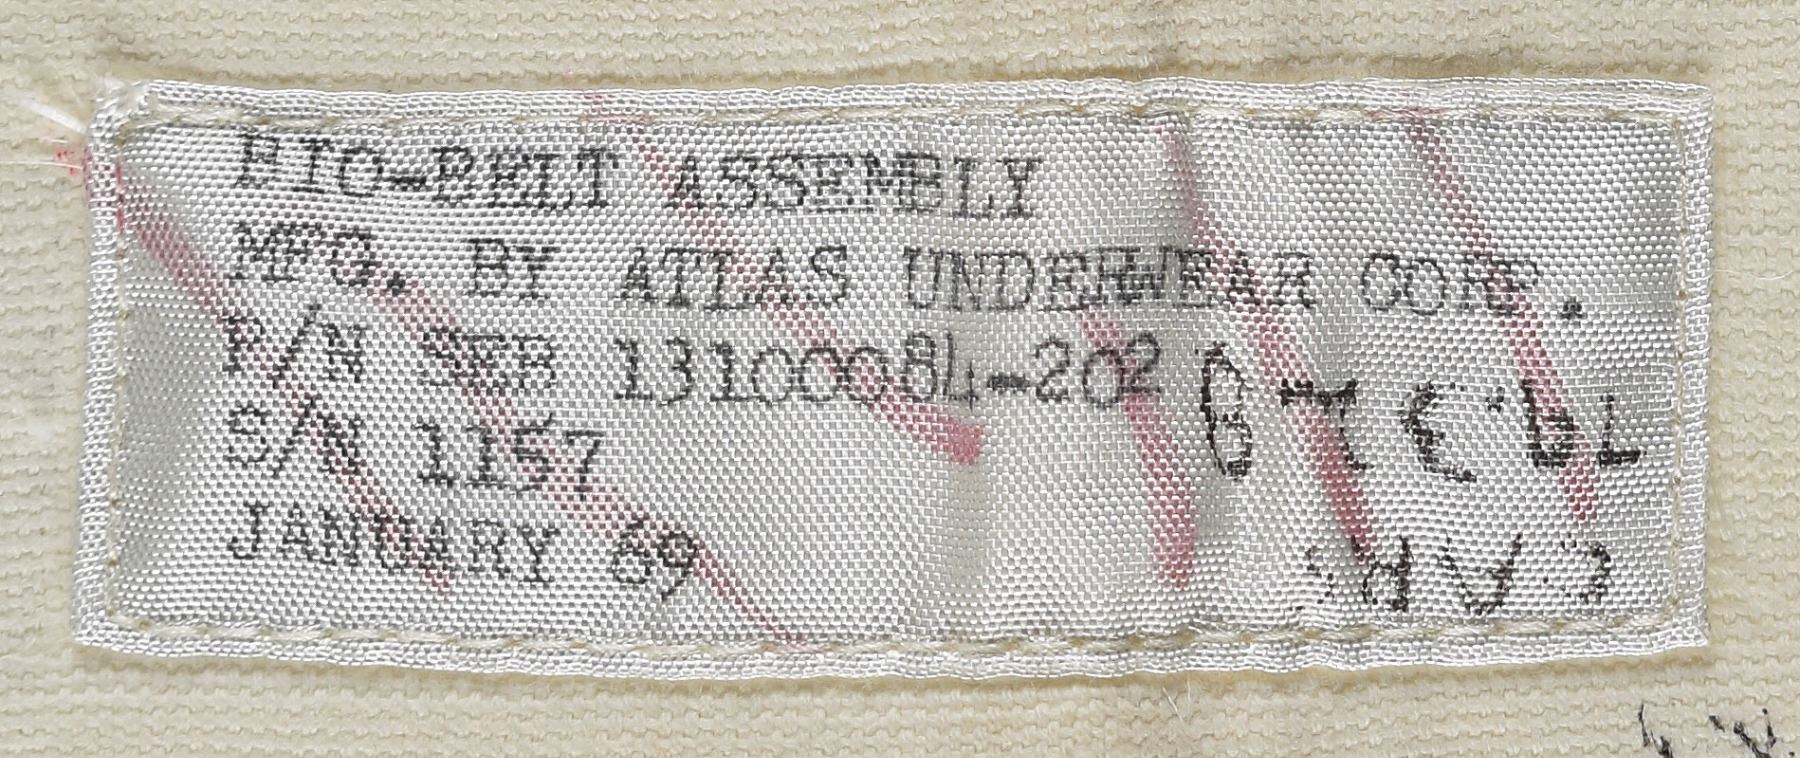 BIO-BELT ASSEMBLY
MFG. BY ATLAS UNDERWEAR CORP.
P/N SEB 13100084-202
S/N 1157
JANUARY 69